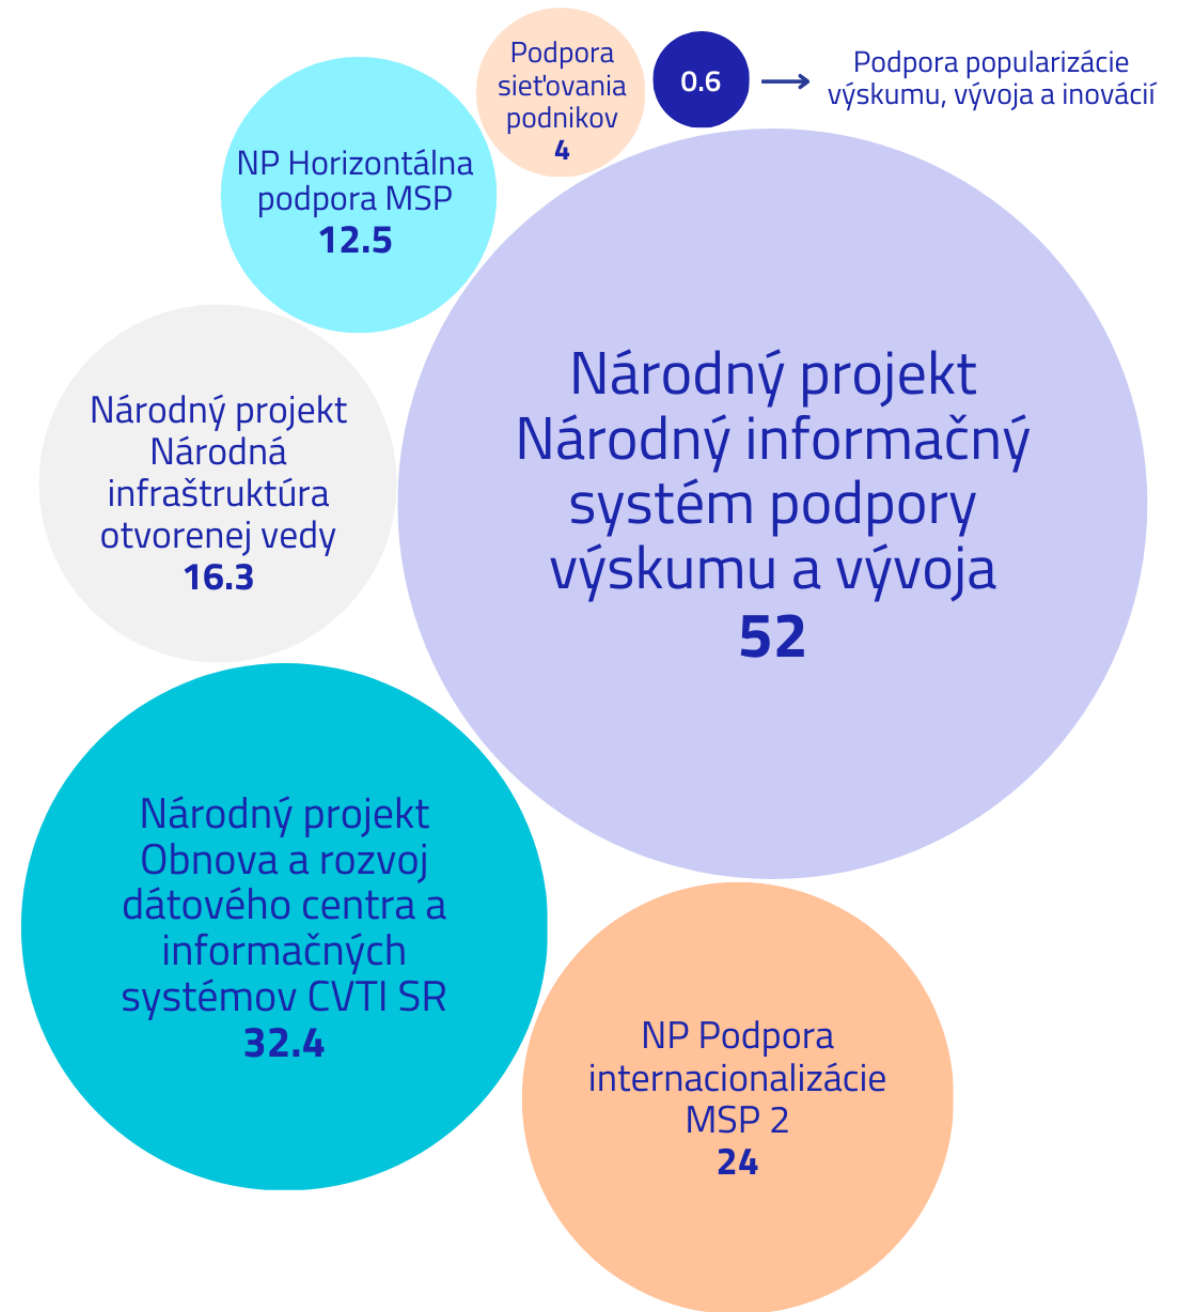 Podpora
sieťovania
podnikov
4
0.6
Podpora popularizácie
výskumu, vývoja a inovácií
NP Horizontálna
podpora MSP
12.5
Národný projekt
Národný informačný
systém podpory
výskumu a vývoja
52
Národný projekt
Národná
infraštruktúra
otvorenej vedy
16.3
Národný projekt
Obnova a rozvoj
dátového centra a
informačných
systémov CVTI SR
32.4
NP Podpora
internacionalizácie
MSP 2
24